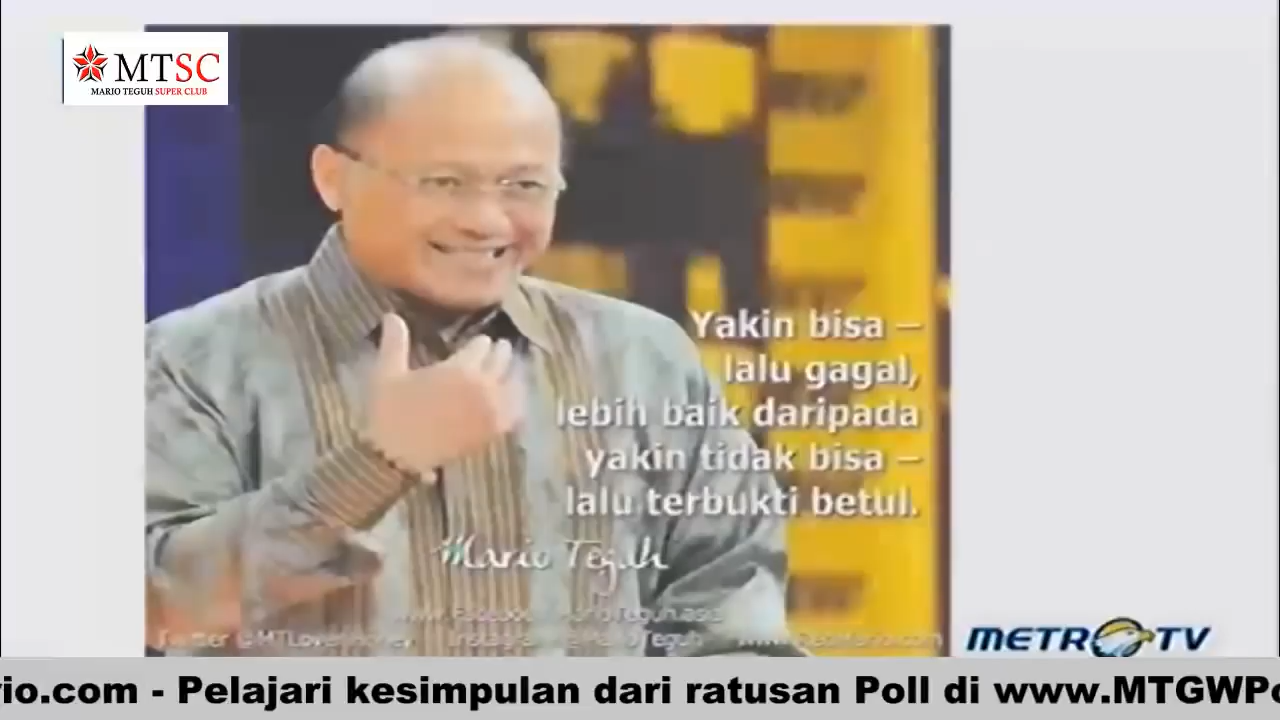 MTSC
MARIO TEGUH SUPER CLUB
Yakin bisa –
lalu gagal,
lebih baik daripada
yakin tidak bisa –
lalu terbukti betul.
Mario Teguh
METRO TV
rio.com - Pelajari kesimpulan dari ratusan Poll di www.MTGWPo